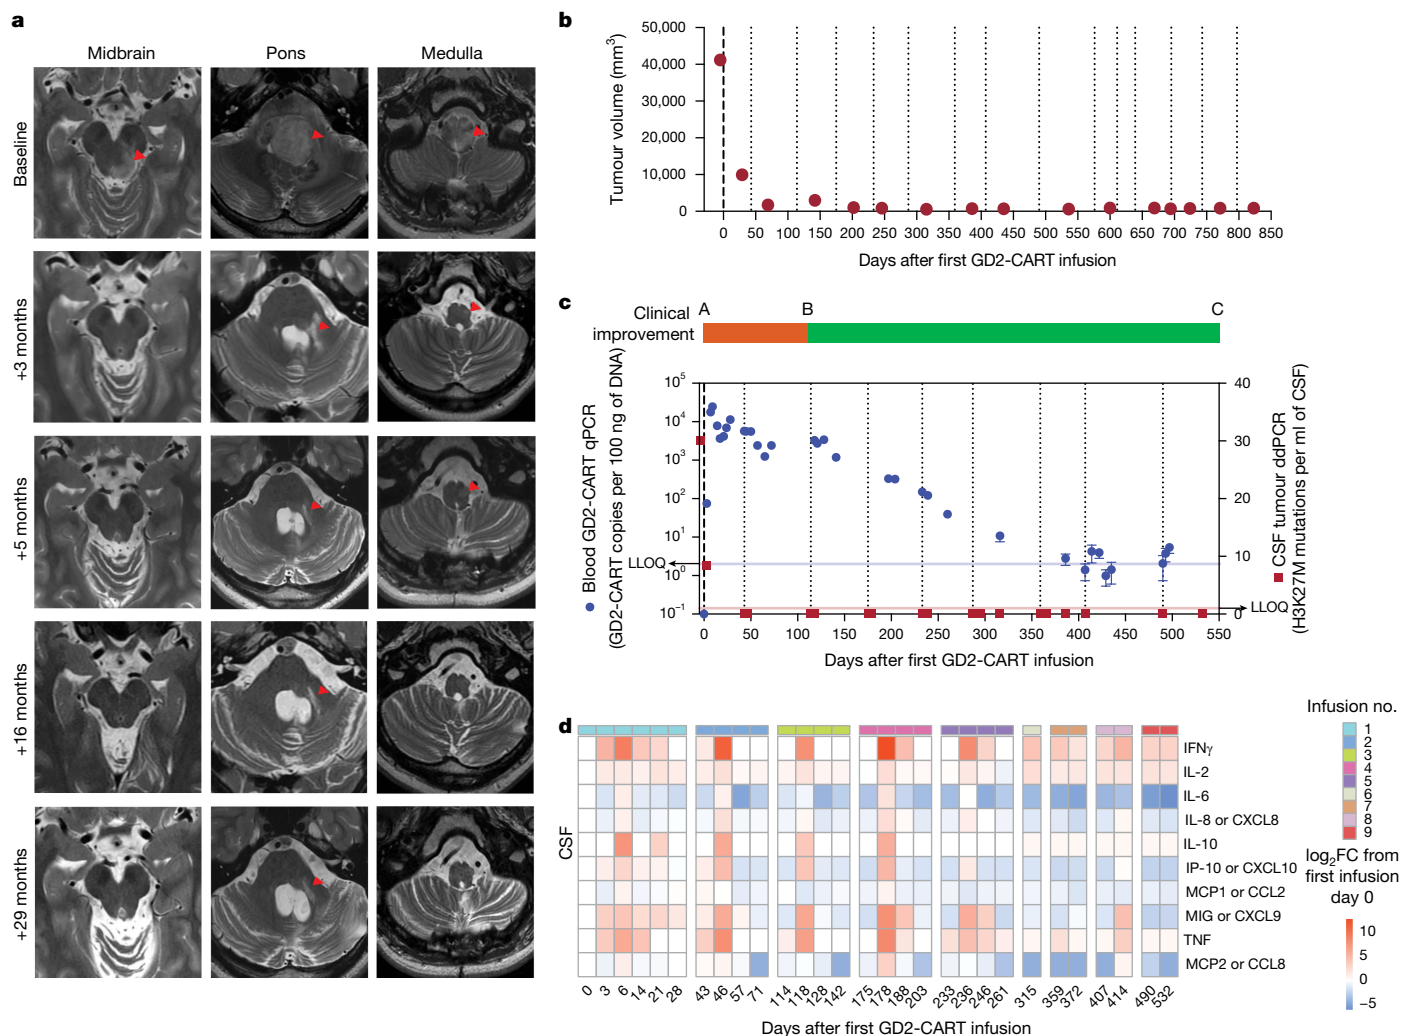 a
Midbrain Pons Medulla
Baseline
+3 months
+5 months
+16 months
+29 months
b
Tumour volume (mm³)
50,000
40,000
30,000
20,000
10,000
0
0 50 100 150 200 250 300 350 400 450 500 550 600 650 700 750 800 850
Days after first GD2-CART infusion
c
Clinical
improvement
A B C
Blood GD2-CART qPCR
(GD2-CART copies per 100 ng of DNA)
10⁵
10⁴
10³
10²
10¹
10⁰
10⁻¹
LLOQ
40
30
20
10
0
LLOQ
CSF tumour ddPCR
(H3K27M mutations per ml of CSF)
0 50 100 150 200 250 300 350 400 450 500 550
Days after first GD2-CART infusion
d
CSF
IFNγ
IL-2
IL-6
IL-8 or CXCL8
IL-10
IP-10 or CXCL10
MCP1 or CCL2
MIG or CXCL9
TNF
MCP2 or CCL8
0 3 6 14 21 28 43 46 57 71 114 118 128 142 175 178 188 203 233 236 246 261 315 359 372 407 414 490 532
Days after first GD2-CART infusion
Infusion no.
1
2
3
4
5
6
7
8
9
log₂FC from
first infusion
day 0
10
5
0
−5